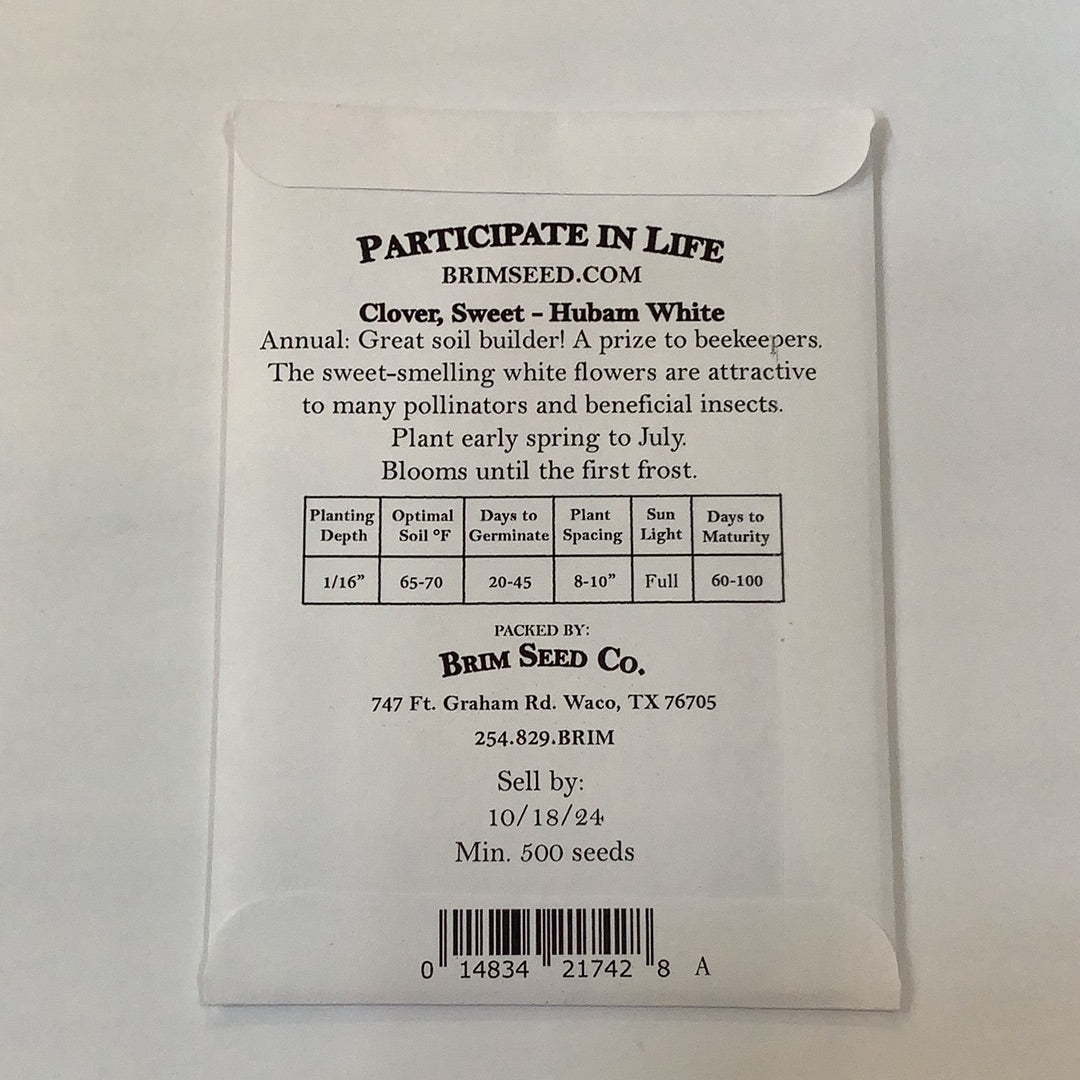 PARTICIPATE IN LIFE
BRIMSEED.COM
Clover, Sweet - Hubam White
Annual: Great soil builder! A prize to beekeepers.
The sweet-smelling white flowers are attractive
to many pollinators and beneficial insects.
Plant early spring to July.
Blooms until the first frost.
Planting Depth Optimal Soil °F Days to Germinate Plant Spacing Sun Light Days to Maturity
1/16” 65-70 20-45 8-10” Full 60-100
PACKED BY:
BRIM SEED CO.
747 Ft. Graham Rd. Waco, TX 76705
254.829.BRIM
Sell by:
10/18/24
Min. 500 seeds
0 14834 21742 8 A